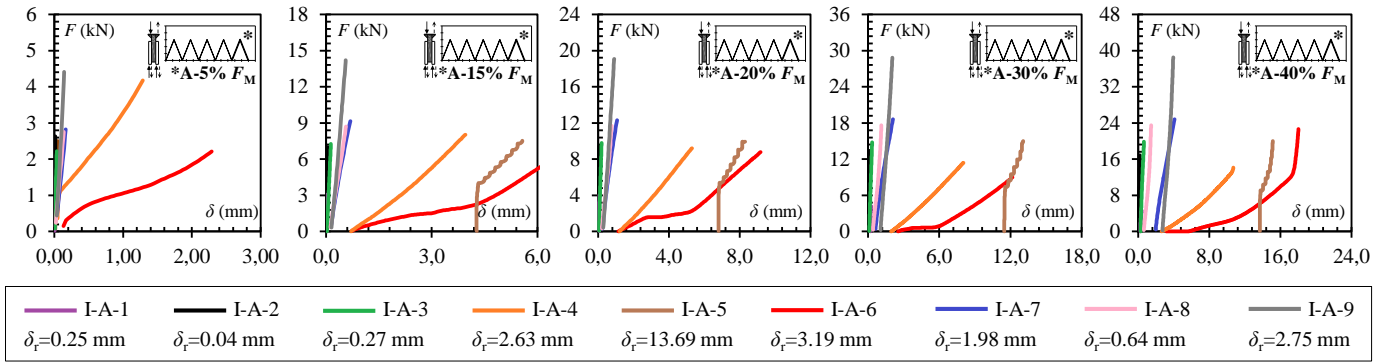 6 F (kN) * *A-5% F_M
5
4
3
2
1
0
δ (mm)
0,00 1,00 2,00 3,00
18 F (kN) * *A-15% F_M
15
12
9
6
3
0
δ (mm)
0,0 3,0 6,0
24 F (kN) * *A-20% F_M
20
16
12
8
4
0
δ (mm)
0,0 4,0 8,0 12,0
36 F (kN) * *A-30% F_M
30
24
18
12
6
0
δ (mm)
0,0 6,0 12,0 18,0
48 F (kN) * *A-40% F_M
40
32
24
16
8
0
δ (mm)
0,0 8,0 16,0 24,0
I-A-1 I-A-2 I-A-3 I-A-4 I-A-5 I-A-6 I-A-7 I-A-8 I-A-9
δr=0.25 mm δr=0.04 mm δr=0.27 mm δr=2.63 mm δr=13.69 mm δr=3.19 mm δr=1.98 mm δr=0.64 mm δr=2.75 mm